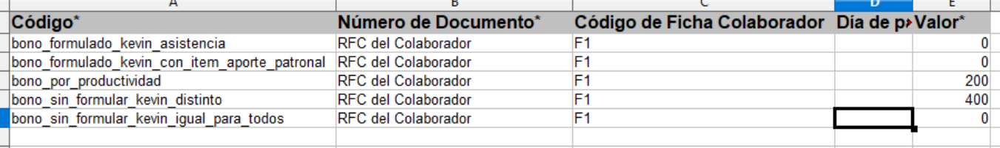 A B C D E
Código* Número de Documento* Código de Ficha Colaborador Día de Valor*
bono_formulado_kevin_asistencia RFC del Colaborador F1 0
bono_formulado_kevin_con_item_aporte_patronal RFC del Colaborador F1 0
bono_por_productividad RFC del Colaborador F1 200
bono_sin_formular_kevin_distinto RFC del Colaborador F1 400
bono_sin_formular_kevin_igual_para_todos RFC del Colaborador F1 0